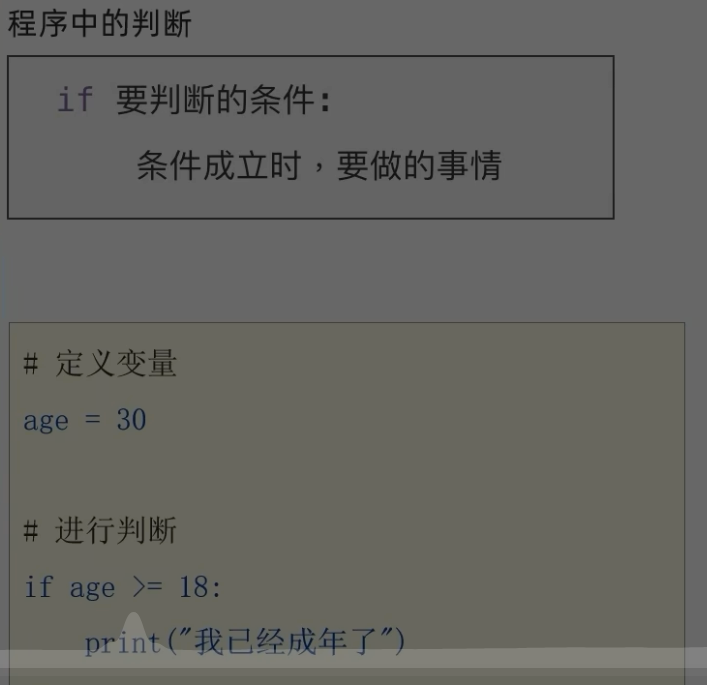 程序中的判断
if 要判断的条件:
条件成立时，要做的事情
# 定义变量
age = 30
# 进行判断
if age >= 18:
print("我已经成年了")